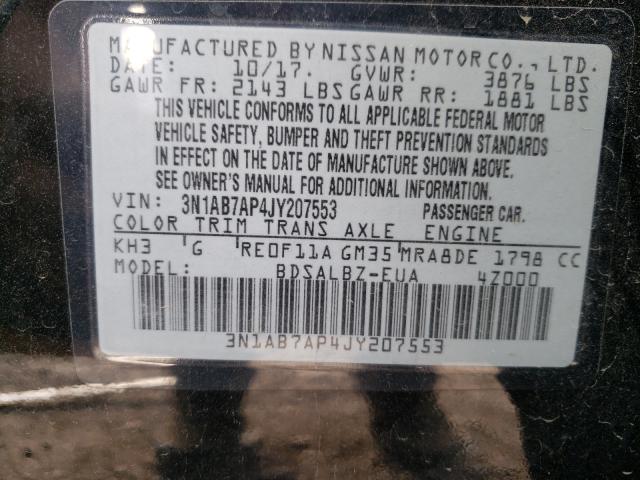 MANUFACTURED BY NISSAN MOTOR CO., LTD.
DATE: 10/17. GVWR: 3876 LBS
GAWR FR: 2143 LBS GAWR RR: 1881 LBS
THIS VEHICLE CONFORMS TO ALL APPLICABLE FEDERAL MOTOR
VEHICLE SAFETY, BUMPER AND THEFT PREVENTION STANDARDS
IN EFFECT ON THE DATE OF MANUFACTURE SHOWN ABOVE.
SEE OWNER'S MANUAL FOR ADDITIONAL INFORMATION.
VIN: 3N1AB7AP4JY207553 PASSENGER CAR.
COLOR TRIM TRANS AXLE ENGINE
KH3 G RE0F11A GM35 MRA8DE 1798 CC
MODEL: BDSALBZ-EUA 4Z000
3N1AB7AP4JY207553